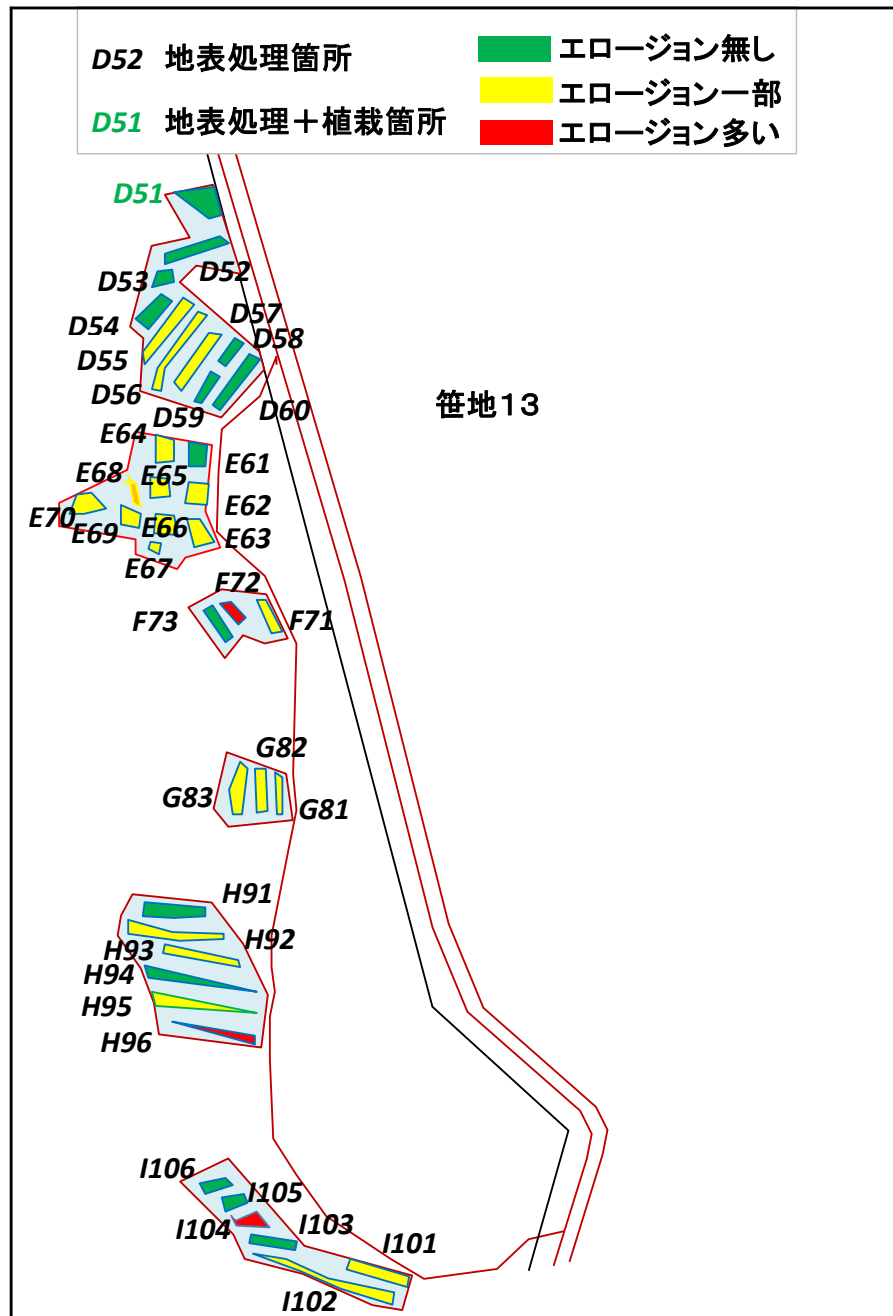 D52 地表処理箇所
エロージョン無し
エロージョン一部
D51 地表処理＋植栽箇所
エロージョン多い
D51
D52
D53
D57
D54
D58
D55
D56
D60
D59
笹地１３
E64
E61
E68
E65
E62
E70
E69
E66
E63
E67
F72
F73
F71
G82
G83
G81
H91
H92
H93
H94
H95
H96
I106
I105
I104
I103
I101
I102